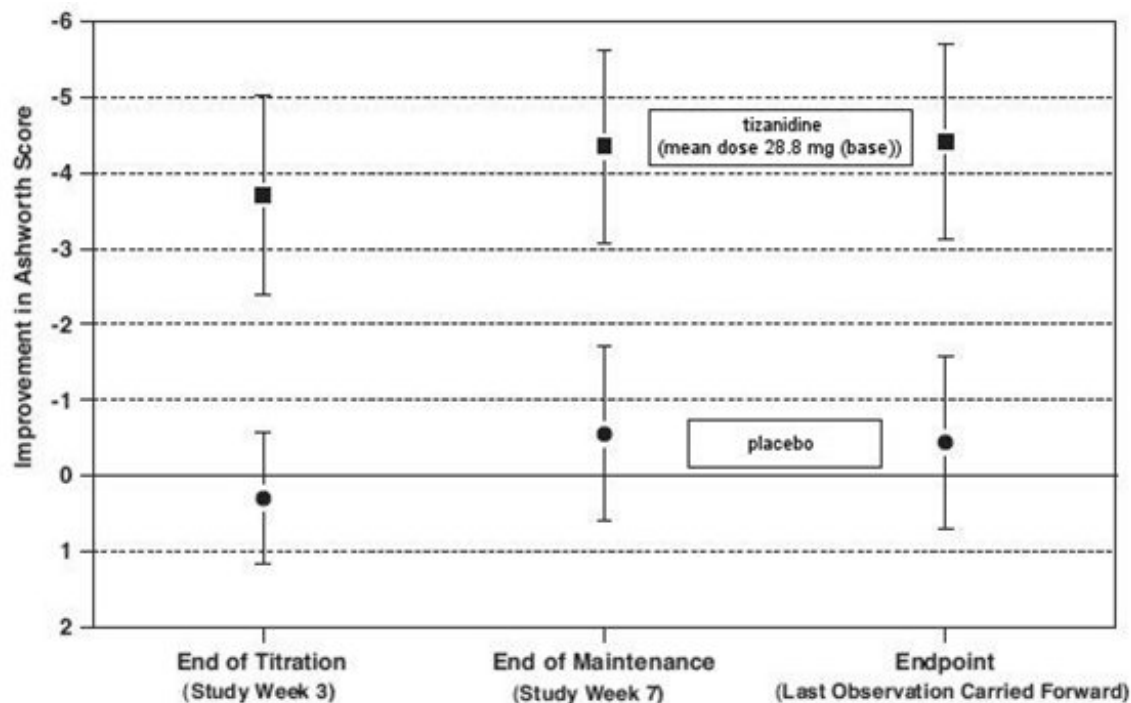 Improvement in Ashworth Score
-6
-5
-4
-3
-2
-1
0
1
2
tizanidine
(mean dose 28.8 mg (base))
placebo
End of Titration
(Study Week 3)
End of Maintenance
(Study Week 7)
Endpoint
(Last Observation Carried Forward)